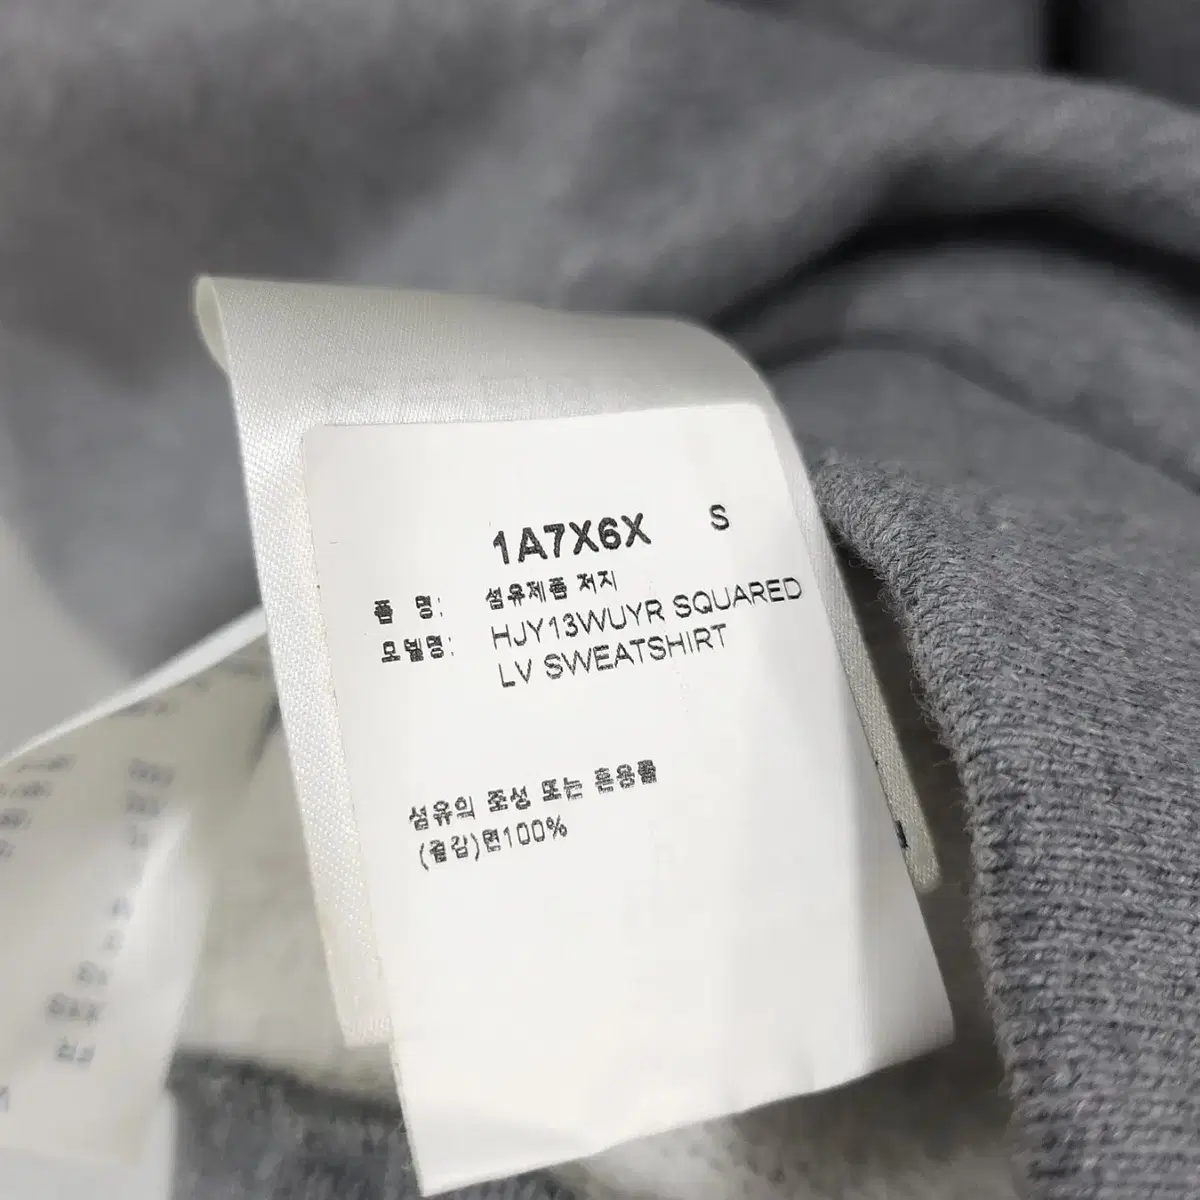 1A7X6X S
품 명: 섬유제품 저지
모델명: HJY13WUYR SQUARED
LV SWEATSHIRT
섬유의 조성 또는 혼용률
(겉감)면100%